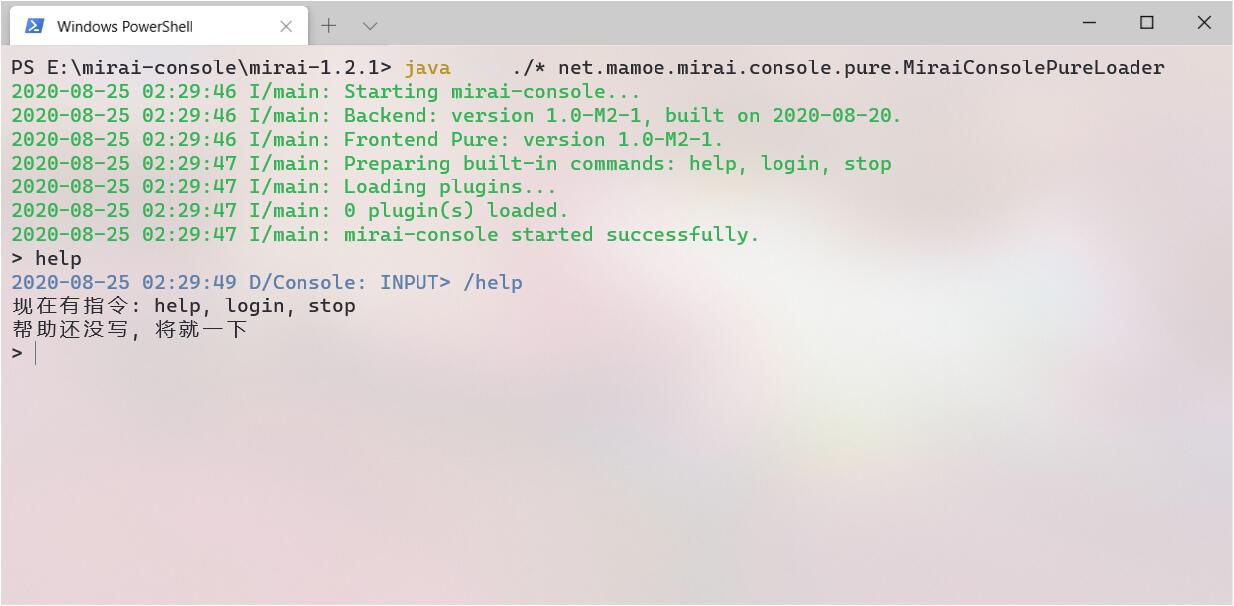 Windows PowerShell
PS E:\mirai-console\mirai-1.2.1> java ./* net.mamoe.mirai.console.pure.MiraiConsolePureLoader
2020-08-25 02:29:46 I/main: Starting mirai-console...
2020-08-25 02:29:46 I/main: Backend: version 1.0-M2-1, built on 2020-08-20.
2020-08-25 02:29:46 I/main: Frontend Pure: version 1.0-M2-1.
2020-08-25 02:29:47 I/main: Preparing built-in commands: help, login, stop
2020-08-25 02:29:47 I/main: Loading plugins...
2020-08-25 02:29:47 I/main: 0 plugin(s) loaded.
2020-08-25 02:29:47 I/main: mirai-console started successfully.
> help
2020-08-25 02:29:49 D/Console: INPUT> /help
现在有指令: help, login, stop
帮助还没写, 将就一下
>